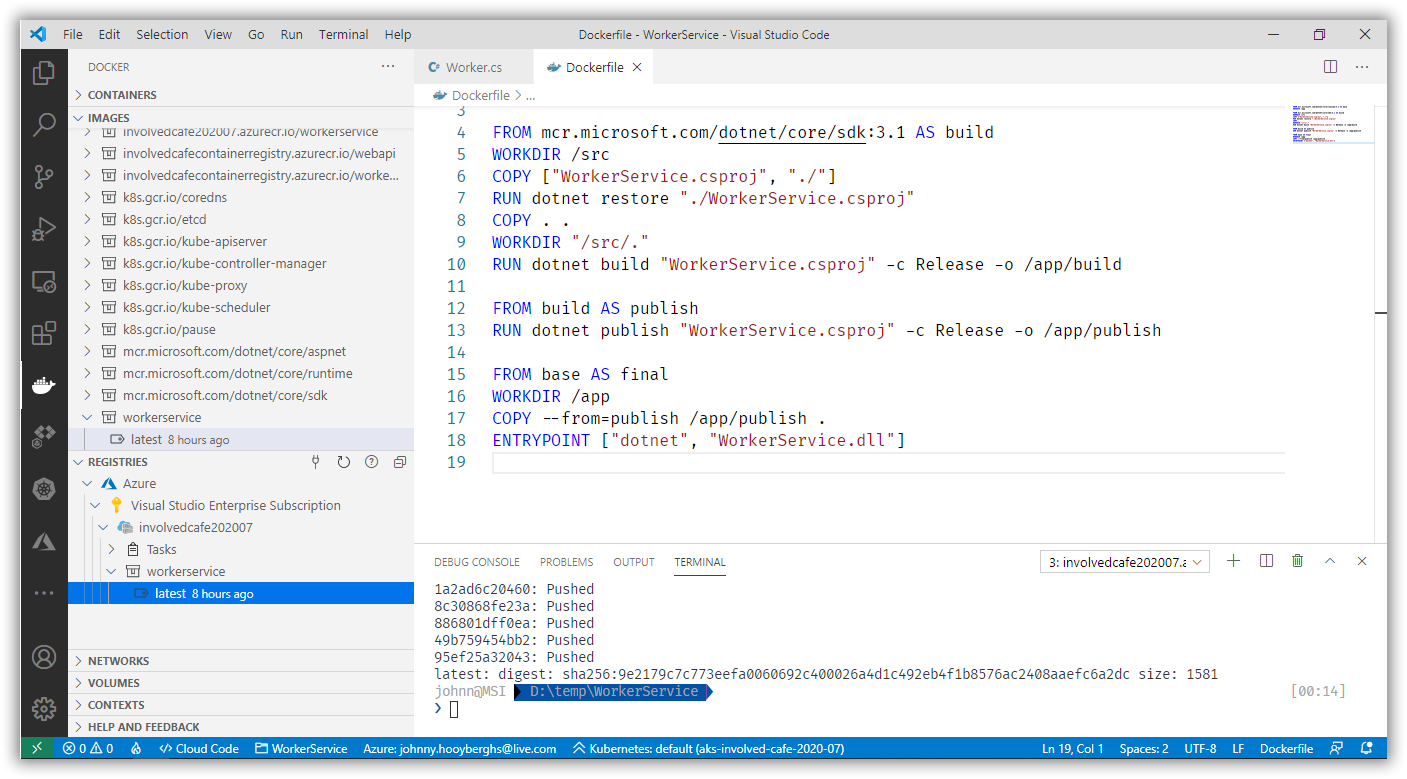 File Edit Selection View Go Run Terminal Help
Dockerfile - WorkerService - Visual Studio Code
DOCKER
CONTAINERS
IMAGES
involvedcafe202007.azurecr.io/workerservice
involvedcafecontainerregistry.azurecr.io/webapi
involvedcafecontainerregistry.azurecr.io/worke...
k8s.gcr.io/coredns
k8s.gcr.io/etcd
k8s.gcr.io/kube-apiserver
k8s.gcr.io/kube-controller-manager
k8s.gcr.io/kube-proxy
k8s.gcr.io/kube-scheduler
k8s.gcr.io/pause
mcr.microsoft.com/dotnet/core/aspnet
mcr.microsoft.com/dotnet/core/runtime
mcr.microsoft.com/dotnet/core/sdk
workerservice
latest 8 hours ago
REGISTRIES
Azure
Visual Studio Enterprise Subscription
involvedcafe202007
Tasks
workerservice
latest 8 hours ago
NETWORKS
VOLUMES
CONTEXTS
HELP AND FEEDBACK
Worker.cs
Dockerfile
Dockerfile > ...
3
4 FROM mcr.microsoft.com/dotnet/core/sdk:3.1 AS build
5 WORKDIR /src
6 COPY ["WorkerService.csproj", "./"]
7 RUN dotnet restore "./WorkerService.csproj"
8 COPY . .
9 WORKDIR "/src/."
10 RUN dotnet build "WorkerService.csproj" -c Release -o /app/build
11
12 FROM build AS publish
13 RUN dotnet publish "WorkerService.csproj" -c Release -o /app/publish
14
15 FROM base AS final
16 WORKDIR /app
17 COPY --from=publish /app/publish .
18 ENTRYPOINT ["dotnet", "WorkerService.dll"]
19
DEBUG CONSOLE PROBLEMS OUTPUT TERMINAL
3: involvedcafe202007.a
1a2ad6c20460: Pushed
8c30868fe23a: Pushed
886801dff0ea: Pushed
49b759454bb2: Pushed
95ef25a32043: Pushed
latest: digest: sha256:9e2179c7c773eefa0060692c400026a4d1c492eb4f1b8576ac2408aaefc6a2dc size: 1581
johnn@MSI D:\temp\WorkerService [00:14]
❯
0 0 Cloud Code WorkerService Azure: johnny.hooyberghs@live.com Kubernetes: default (aks-involved-cafe-2020-07) Ln 19, Col 1 Spaces: 2 UTF-8 LF Dockerfile